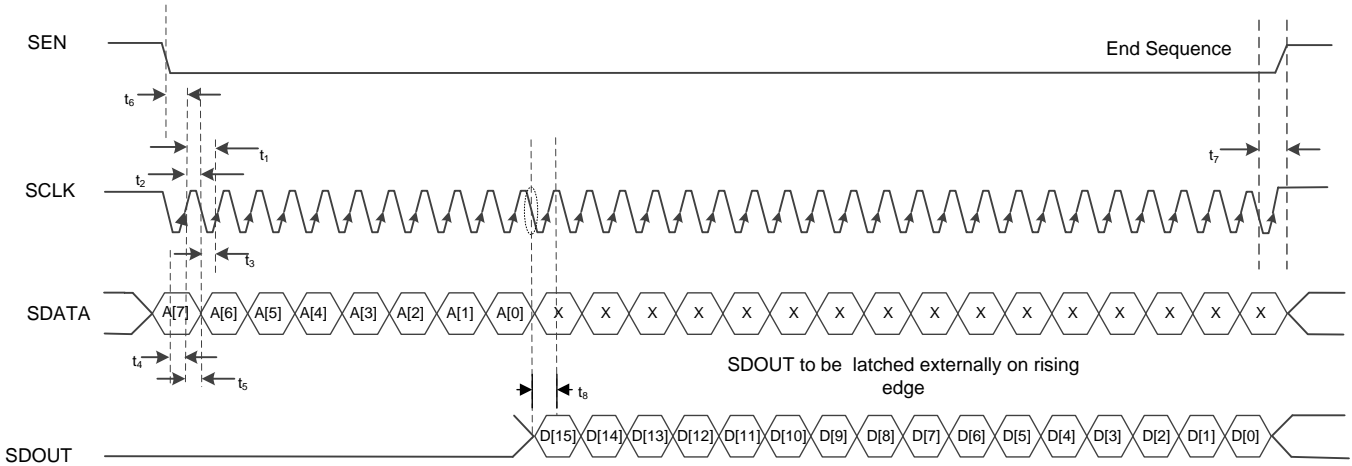 SEN
End Sequence
t6
t1
t7
t2
SCLK
t3
SDATA
A[7] A[6] A[5] A[4] A[3] A[2] A[1] A[0] X X X X X X X X X X X X X X X X
t4
t5
SDOUT to be latched externally on rising
edge
t8
D[15] D[14] D[13] D[12] D[11] D[10] D[9] D[8] D[7] D[6] D[5] D[4] D[3] D[2] D[1] D[0]
SDOUT